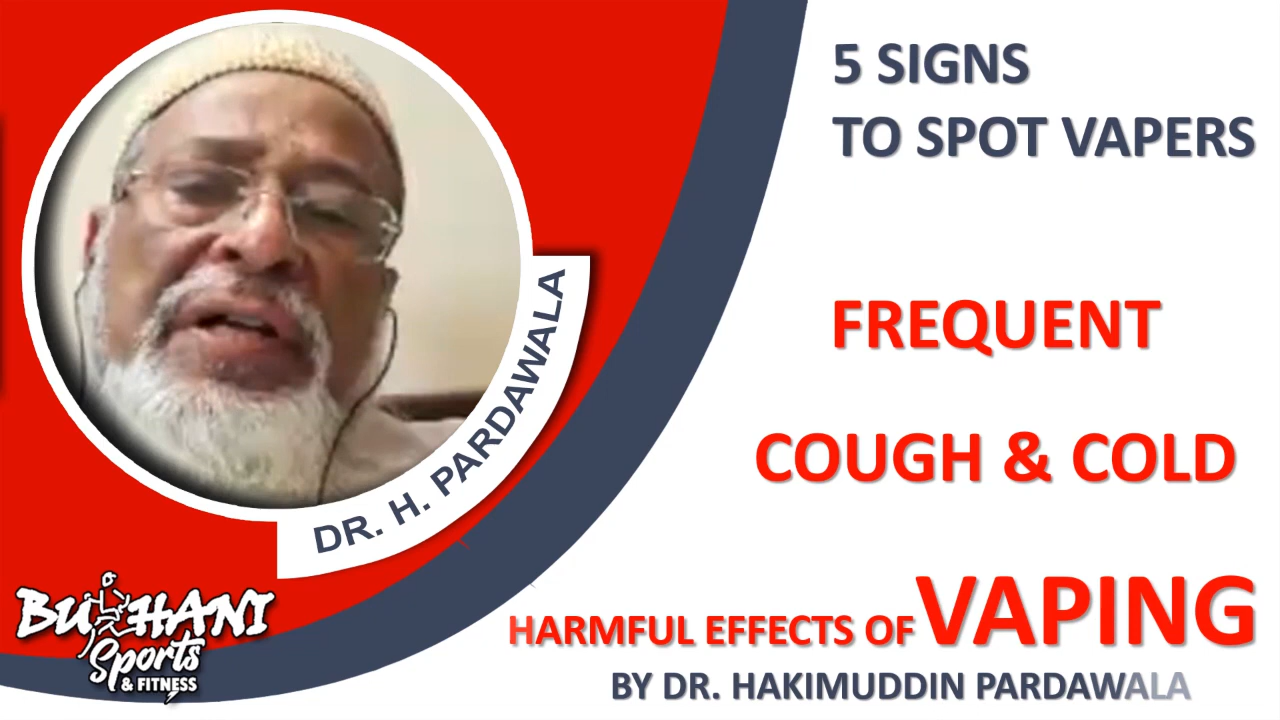 5 SIGNS
TO SPOT VAPERS
FREQUENT
COUGH & COLD
DR. H. PARDAWALA
HARMFUL EFFECTS OF VAPING
BY DR. HAKIMUDDIN PARDAWALA
BURHANI
Sports
& FITNESS